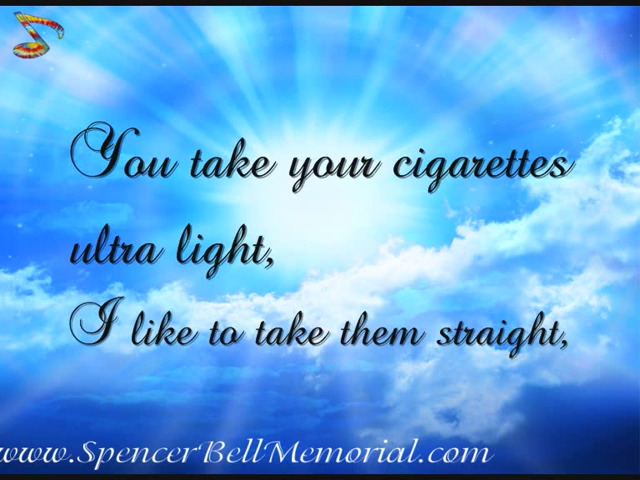 You take your cigarettes
ultra light,
I like to take them straight,
www.SpencerBellMemorial.com